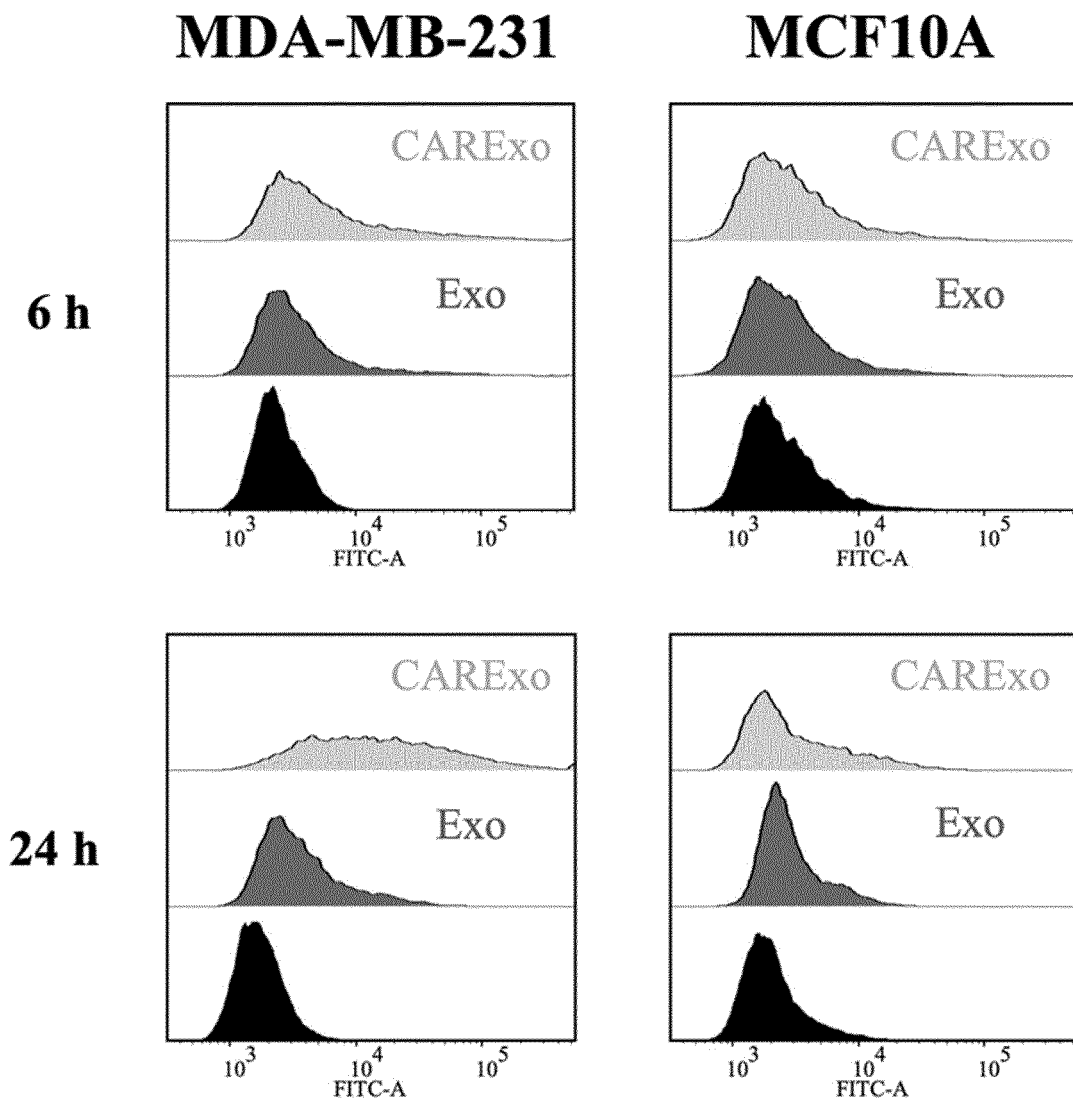 MDA-MB-231 MCF10A
6 h
CARExo CARExo
Exo Exo
10³ 10⁴ 10⁵ 10³ 10⁴ 10⁵
FITC-A FITC-A
24 h
CARExo CARExo
Exo Exo
10³ 10⁴ 10⁵ 10³ 10⁴ 10⁵
FITC-A FITC-A